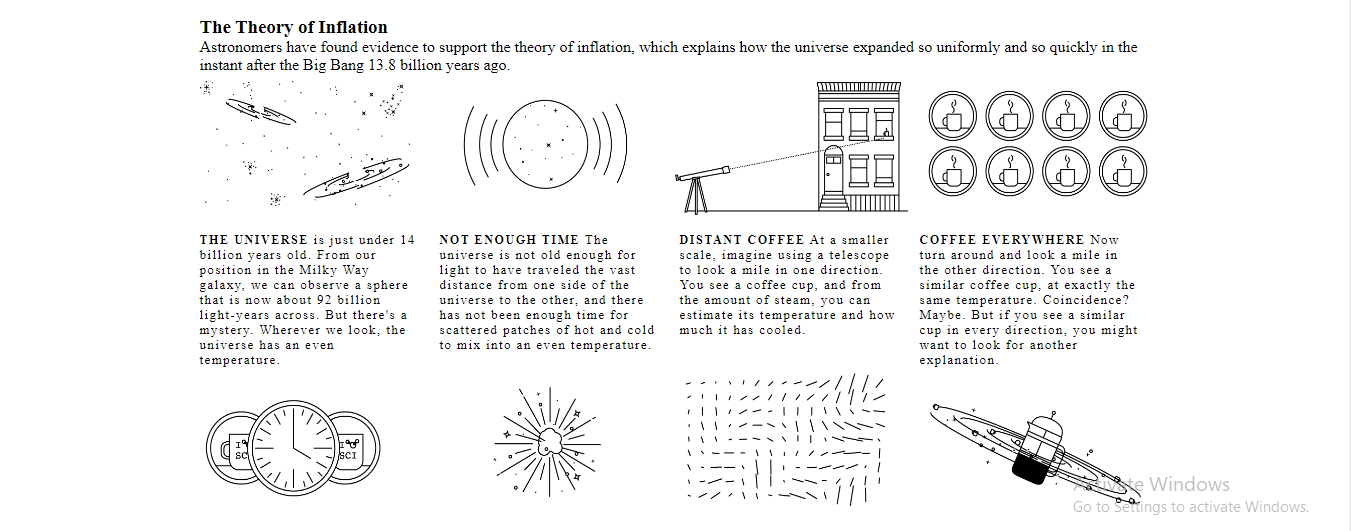 The Theory of Inflation
Astronomers have found evidence to support the theory of inflation, which explains how the universe expanded so uniformly and so quickly in the
instant after the Big Bang 13.8 billion years ago.
THE UNIVERSE is just under 14
billion years old. From our
position in the Milky Way
galaxy, we can observe a sphere
that is now about 92 billion
light-years across. But there's a
mystery. Wherever we look, the
universe has an even
temperature.
NOT ENOUGH TIME The
universe is not old enough for
light to have traveled the vast
distance from one side of the
universe to the other, and there
has not been enough time for
scattered patches of hot and cold
to mix into an even temperature.
DISTANT COFFEE At a smaller
scale, imagine using a telescope
to look a mile in one direction.
You see a coffee cup, and from
the amount of steam, you can
estimate its temperature and how
much it has cooled.
COFFEE EVERYWHERE Now
turn around and look a mile in
the other direction. You see a
similar coffee cup, at exactly the
same temperature. Coincidence?
Maybe. But if you see a similar
cup in every direction, you might
want to look for another
explanation.
I
SC
I
SCI
Activate Windows
Go to Settings to activate Windows.